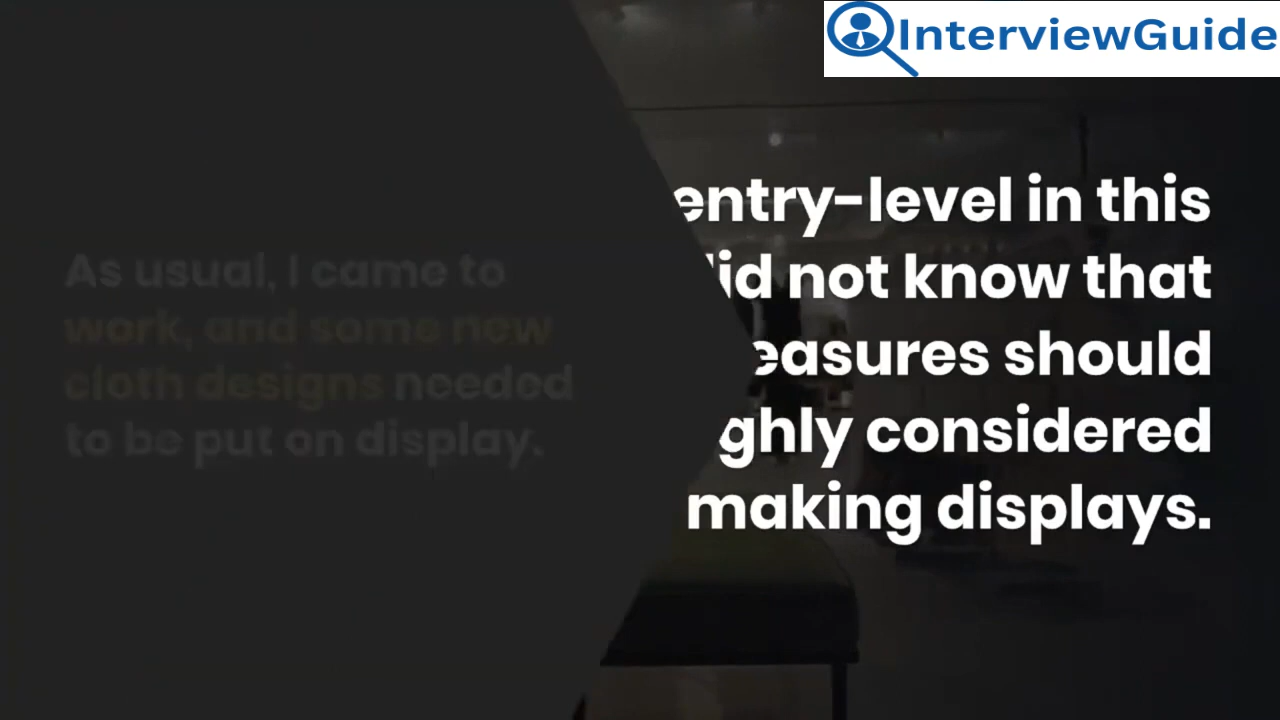 InterviewGuide
entry-level in this
did not know that
should
considered
making displays.
As usual, I came to
work, and some new
cloth designs needed
to be put on display.